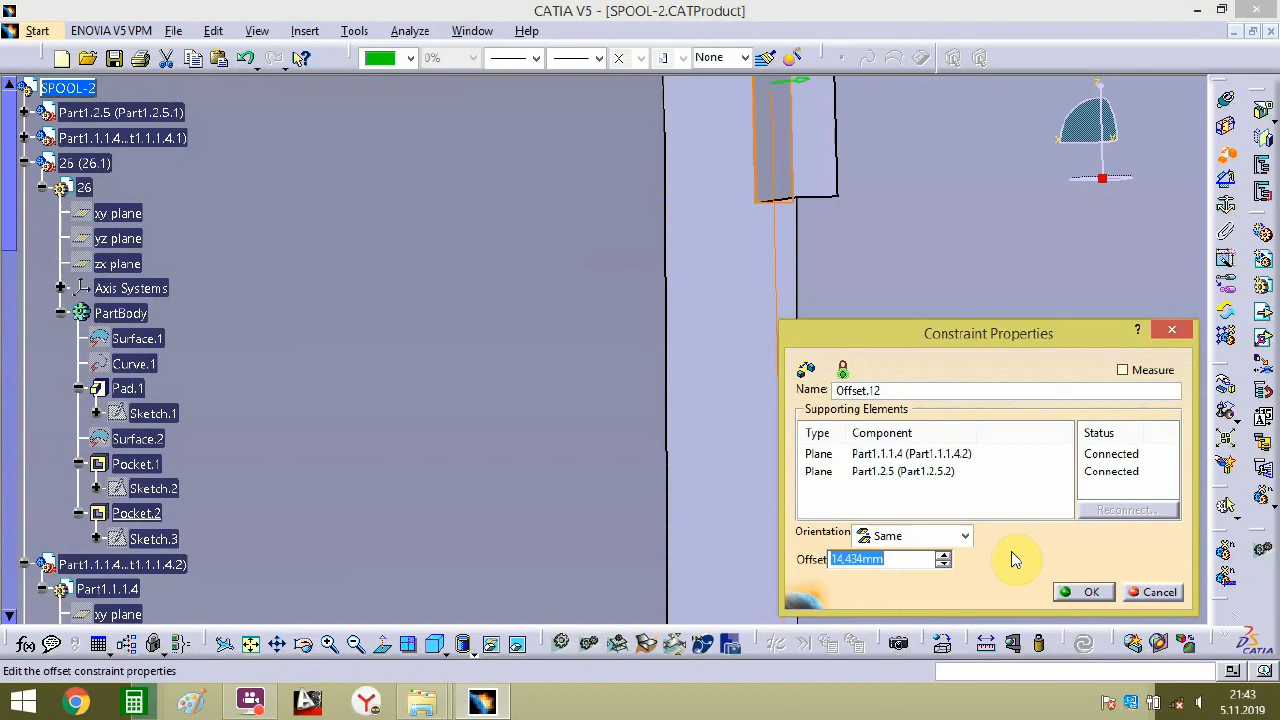 CATIA V5 - [SPOOL-2.CATProduct]
Start ENOVIA V5 VPM File Edit View Insert Tools Analyze Window Help
0% None
SPOOL-2
Part1.2.5 (Part1.2.5.1)
Part1.1.1.4...t1.1.1.4.1)
26 (26.1)
26
xy plane
yz plane
zx plane
Axis Systems
PartBody
Surface.1
Curve.1
Pad.1
Sketch.1
Surface.2
Pocket.1
Sketch.2
Pocket.2
Sketch.3
Part1.1.1.4...t1.1.1.4.2)
Part1.1.1.4
xy plane
Constraint Properties ?
Measure
Name: Offset.12
Supporting Elements
Type Component Status
Plane Part1.1.1.4 (Part1.1.1.4.2) Connected
Plane Part1.2.5 (Part1.2.5.2) Connected
Reconnect...
Orientation Same
Offset 14,434mm
OK Cancel
f(x)
CATIA
Edit the offset constraint properties
21:43
5.11.2019